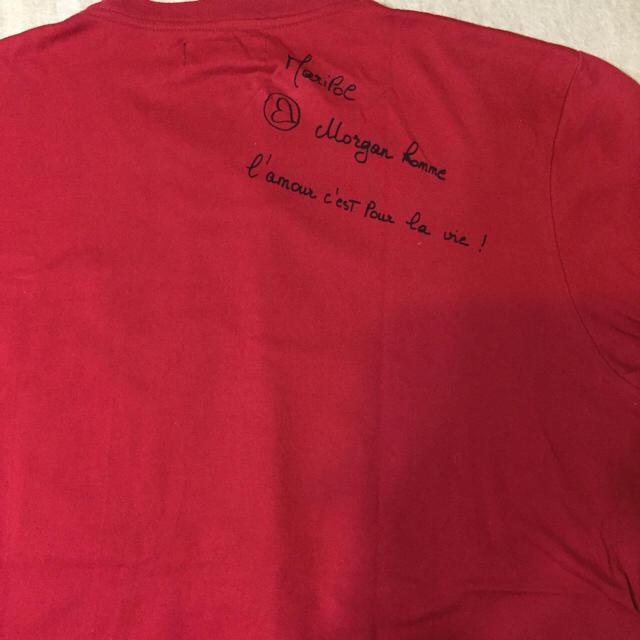 Maripol
Morgan homme
l'amour c'est Pour la vie !